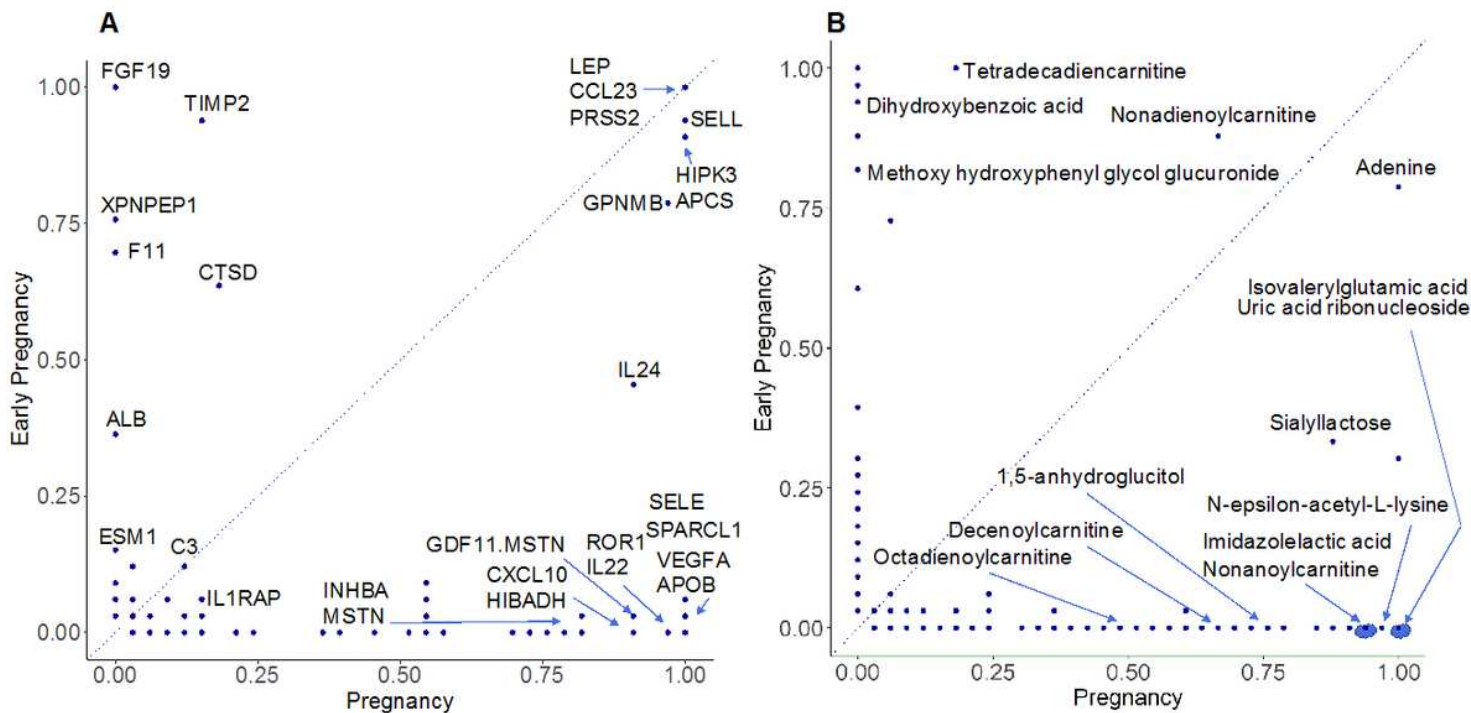 A
FGF19
TIMP2
LEP
CCL23
PRSS2
SELL
HIPK3
GPNMB
APCS
XPNPEP1
F11
CTSD
IL24
ALB
SELE
SPARCL1
ESM1
C3
GDF11.MSTN
ROR1
IL22
VEGFA
APOB
CXCL10
HIBADH
INHBA
MSTN
IL1RAP
1.00
0.75
0.50
0.25
0.00
Early Pregnancy
0.00 0.25 0.50 0.75 1.00
Pregnancy
B
Tetradecadiencarnitine
Dihydroxybenzoic acid
Nonadienoylcarnitine
Methoxy hydroxyphenyl glycol glucuronide
Adenine
Isovalerylglutamic acid
Uric acid ribonucleoside
Sialyllactose
1,5-anhydroglucitol
N-epsilon-acetyl-L-lysine
Decenoylcarnitine
Octadienoylcarnitine
Imidazolelactic acid
Nonanoylcarnitine
1.00
0.75
0.50
0.25
0.00
Early Pregnancy
0.00 0.25 0.50 0.75 1.00
Pregnancy